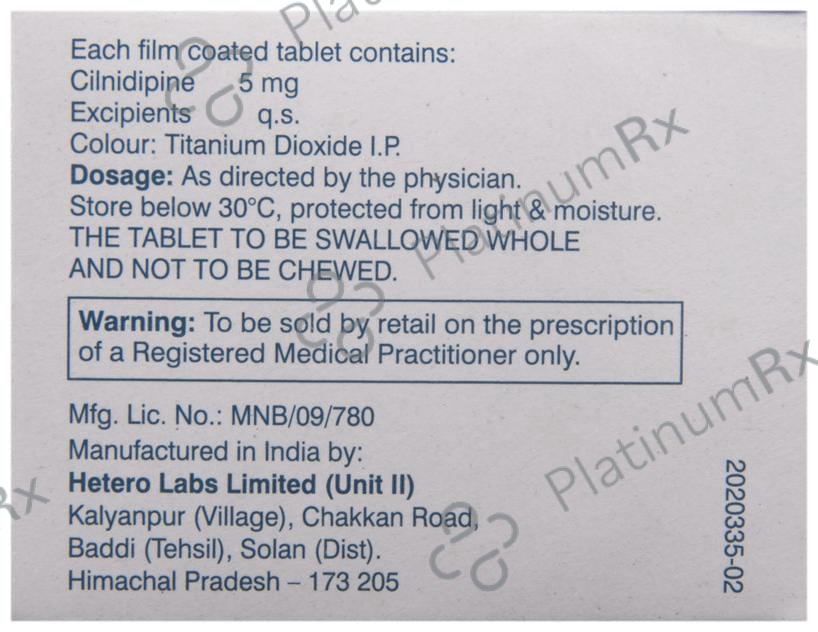 Each film coated tablet contains:
Cilnidipine 5 mg
Excipients q.s.
Colour: Titanium Dioxide I.P.
Dosage: As directed by the physician.
Store below 30°C, protected from light & moisture.
THE TABLET TO BE SWALLOWED WHOLE
AND NOT TO BE CHEWED.
Warning: To be sold by retail on the prescription
of a Registered Medical Practitioner only.
Mfg. Lic. No.: MNB/09/780
Manufactured in India by:
Hetero Labs Limited (Unit II)
Kalyanpur (Village), Chakkan Road,
Baddi (Tehsil), Solan (Dist).
Himachal Pradesh – 173 205
2020335-02
PlatinumRx
PlatinumRx
Plat
Rx